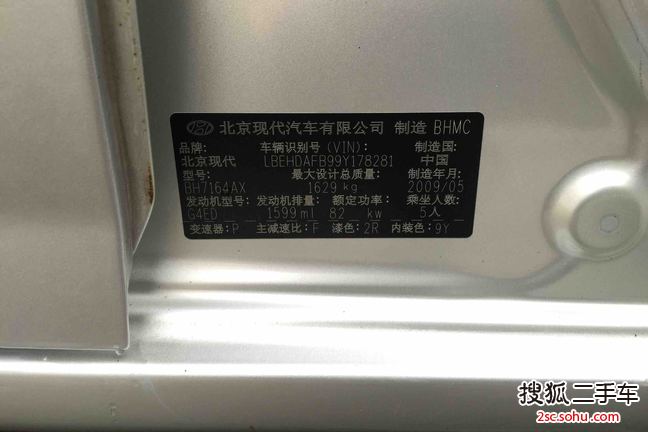 北京现代汽车有限公司 制造 BHMC
品牌: 车辆识别号 (VIN): 制造国:
北京现代 LBEHDAFB99Y178281 中国
型号: 最大设计总质量 制造年月:
BH7164AX 1629 kg 2009/05
发动机型号: 发动机排量: 额定功率: 乘坐人数:
G4ED 1599 ml 82 kw 5人
变速器: P 主减速比: F 漆色: 2R 内装色: 9Y
搜狐二手车
2sc.sohu.com